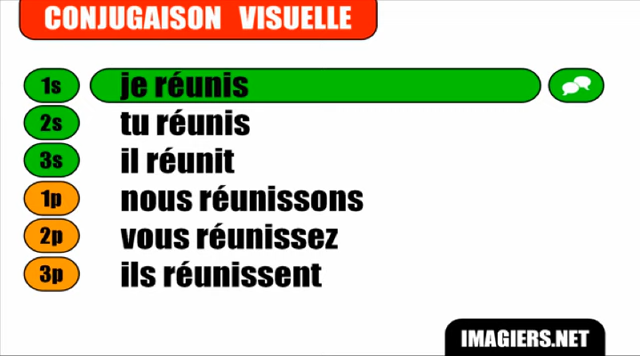 CONJUGAISON VISUELLE
1s je réunis
2s tu réunis
3s il réunit
1p nous réunissons
2p vous réunissez
3p ils réunissent
IMAGIERS.NET